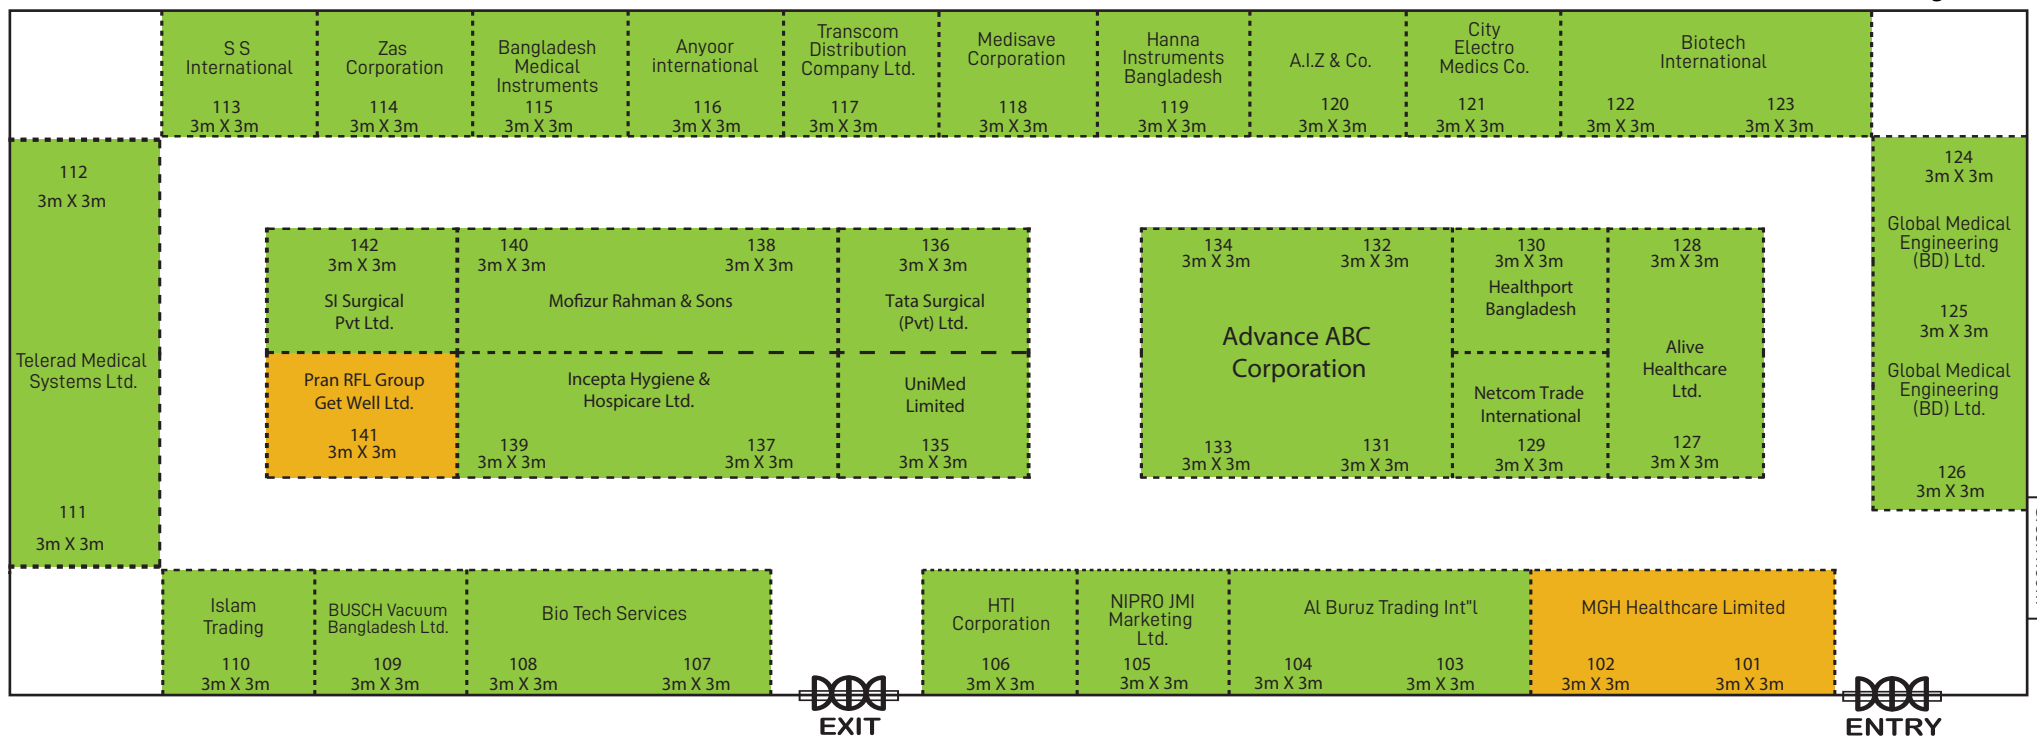 S S
International
113
3m X 3m
Zas
Corporation
114
3m X 3m
Bangladesh
Medical
Instruments
115
3m X 3m
Anyoor
international
116
3m X 3m
Transcom
Distribution
Company Ltd.
117
3m X 3m
Medisave
Corporation
118
3m X 3m
Hanna
Instruments
Bangladesh
119
3m X 3m
A.I.Z & Co.
120
3m X 3m
City
Electro
Medics Co.
121
3m X 3m
Biotech
International
122
3m X 3m
123
3m X 3m
112
3m X 3m
Telerad Medical
Systems Ltd.
111
3m X 3m
142
3m X 3m
SI Surgical
Pvt Ltd.
140
3m X 3m
138
3m X 3m
Mofizur Rahman & Sons
136
3m X 3m
Tata Surgical
(Pvt) Ltd.
Pran RFL Group
Get Well Ltd.
141
3m X 3m
Incepta Hygiene &
Hospicare Ltd.
139
3m X 3m
137
3m X 3m
UniMed
Limited
135
3m X 3m
134
3m X 3m
132
3m X 3m
Advance ABC
Corporation
133
3m X 3m
131
3m X 3m
130
3m X 3m
Healthport
Bangladesh
Netcom Trade
International
129
3m X 3m
128
3m X 3m
Alive
Healthcare
Ltd.
127
3m X 3m
124
3m X 3m
Global Medical
Engineering
(BD) Ltd.
125
3m X 3m
Global Medical
Engineering
(BD) Ltd.
126
3m X 3m
Islam
Trading
110
3m X 3m
BUSCH Vacuum
Bangladesh Ltd.
109
3m X 3m
Bio Tech Services
108
3m X 3m
107
3m X 3m
HTI
Corporation
106
3m X 3m
NIPRO JMI
Marketing
Ltd.
105
3m X 3m
Al Buruz Trading Int"l
104
3m X 3m
103
3m X 3m
MGH Healthcare Limited
102
3m X 3m
101
3m X 3m
EXIT
ENTRY